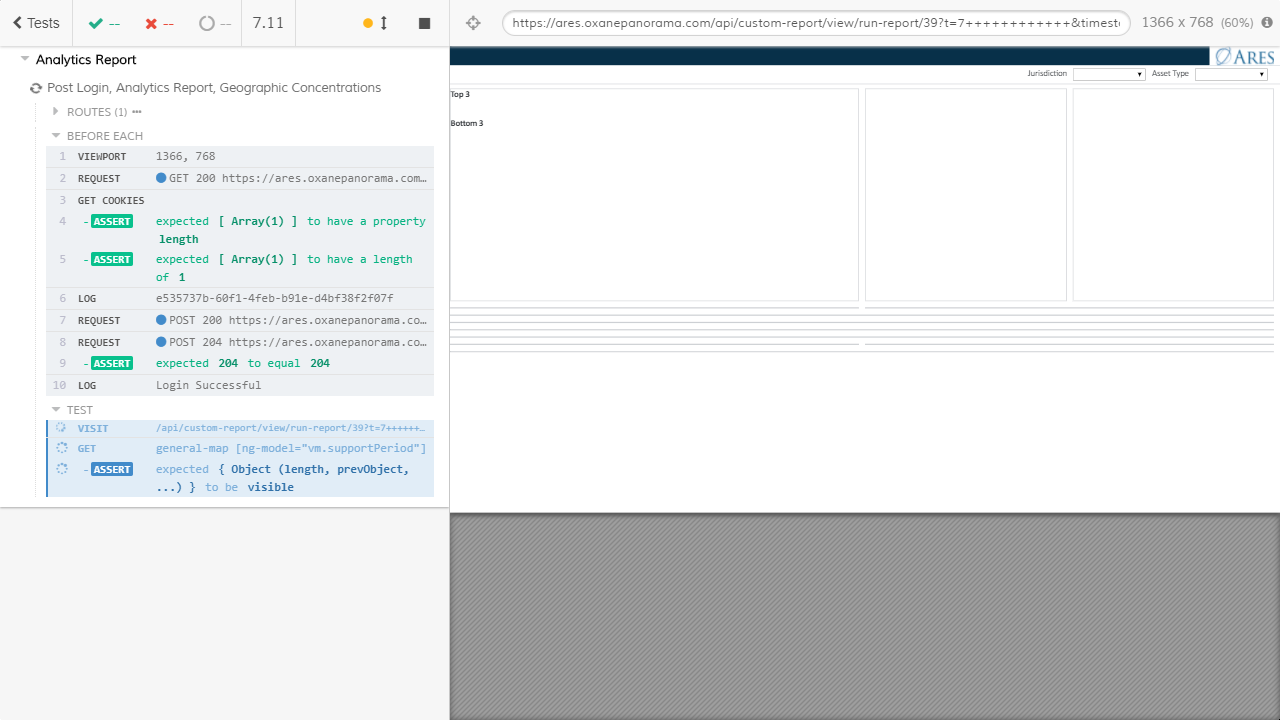 Tests
--
--
--
7.11
https://ares.oxanepanorama.com/api/custom-report/view/run-report/39?t=7++++++++++++&timest
1366 x 768 (60%)
Analytics Report
Post Login, Analytics Report, Geographic Concentrations
ROUTES (1)
BEFORE EACH
1 VIEWPORT 1366, 768
2 REQUEST GET 200 https://ares.oxanepanorama.com…
3 GET COOKIES
4 -ASSERT expected [ Array(1) ] to have a property
length
5 -ASSERT expected [ Array(1) ] to have a length
of 1
6 LOG e535737b-60f1-4feb-b91e-d4bf38f2f07f
7 REQUEST POST 200 https://ares.oxanepanorama.co…
8 REQUEST POST 204 https://ares.oxanepanorama.co…
9 -ASSERT expected 204 to equal 204
10 LOG Login Successful
TEST
VISIT /api/custom-report/view/run-report/39?t=7++++++…
GET general-map [ng-model="vm.supportPeriod"]
-ASSERT expected { Object (length, prevObject,
...) } to be visible
ARES
Jurisdiction
Asset Type
Top 3
Bottom 3